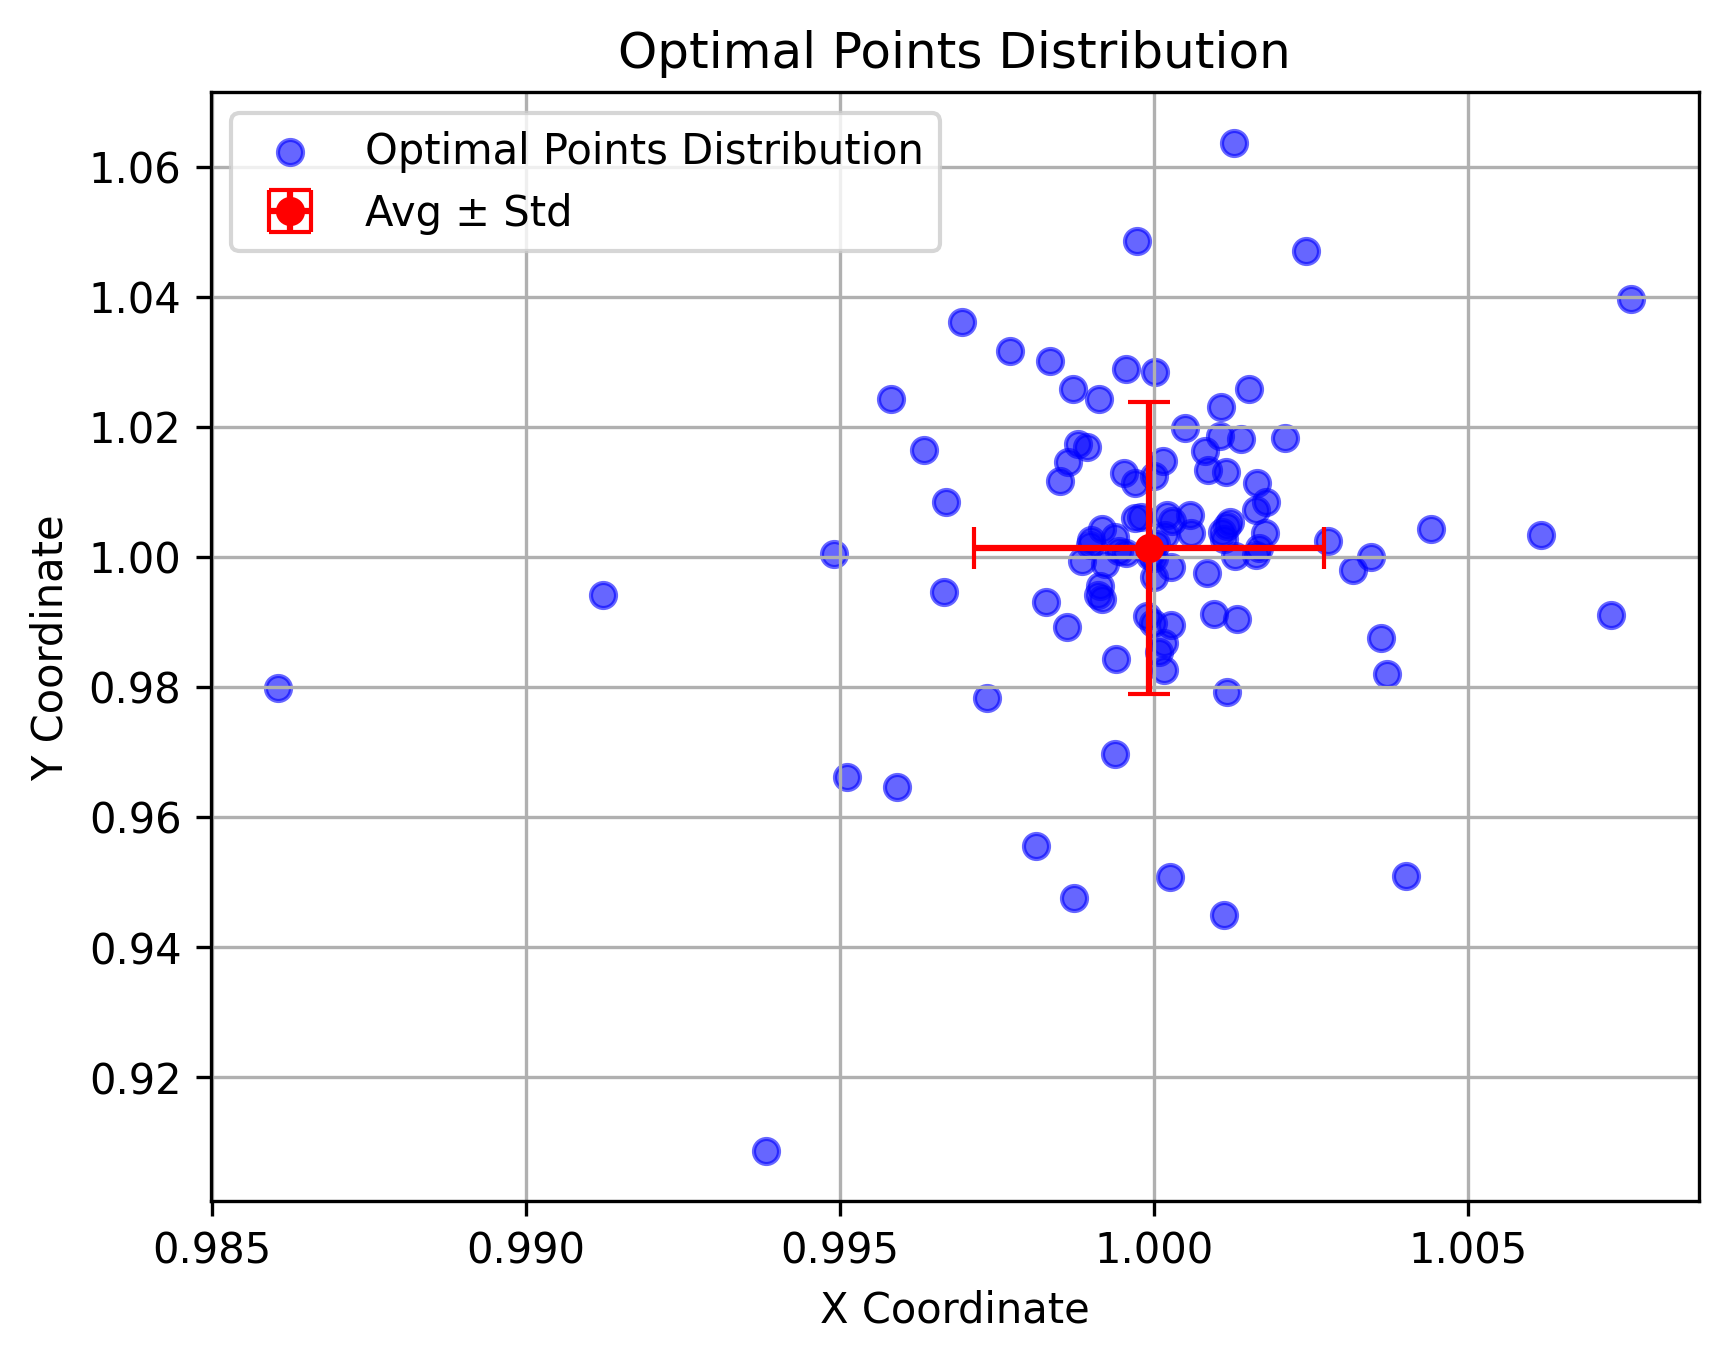 Optimal Points Distribution
Optimal Points Distribution
Avg ± Std
1.06
1.04
1.02
1.00
0.98
0.96
0.94
0.92
Y Coordinate
0.985 0.990 0.995 1.000 1.005
X Coordinate